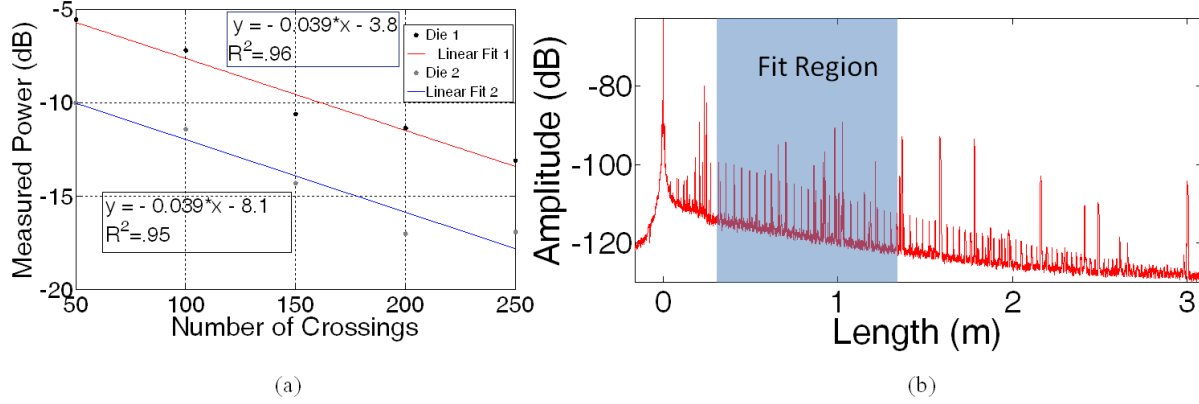 -5
-10
-15
-20
Measured Power (dB)
y = - 0.039*x - 3.8
R²=.96
Die 1
Linear Fit 1
Die 2
Linear Fit 2
y = - 0.039*x - 8.1
R²=.95
50
100
150
200
250
Number of Crossings
(a)
Amplitude (dB)
-80
-100
-120
Fit Region
0
1
2
3
Length (m)
(b)